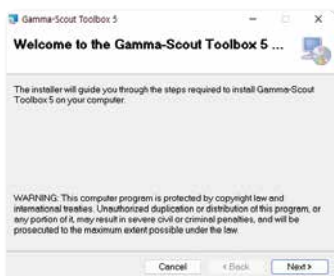 Gamma-Scout Toolbox 5
Welcome to the Gamma-Scout Toolbox 5 ...
The installer will guide you through the steps required to install Gamma-Scout
Toolbox 5 on your computer.
WARNING: This computer program is protected by copyright law and
international treaties. Unauthorized duplication or distribution of this program, or
any portion of it, may result in severe civil or criminal penalties, and will be
prosecuted to the maximum extent possible under the law.
Cancel < Back Next >